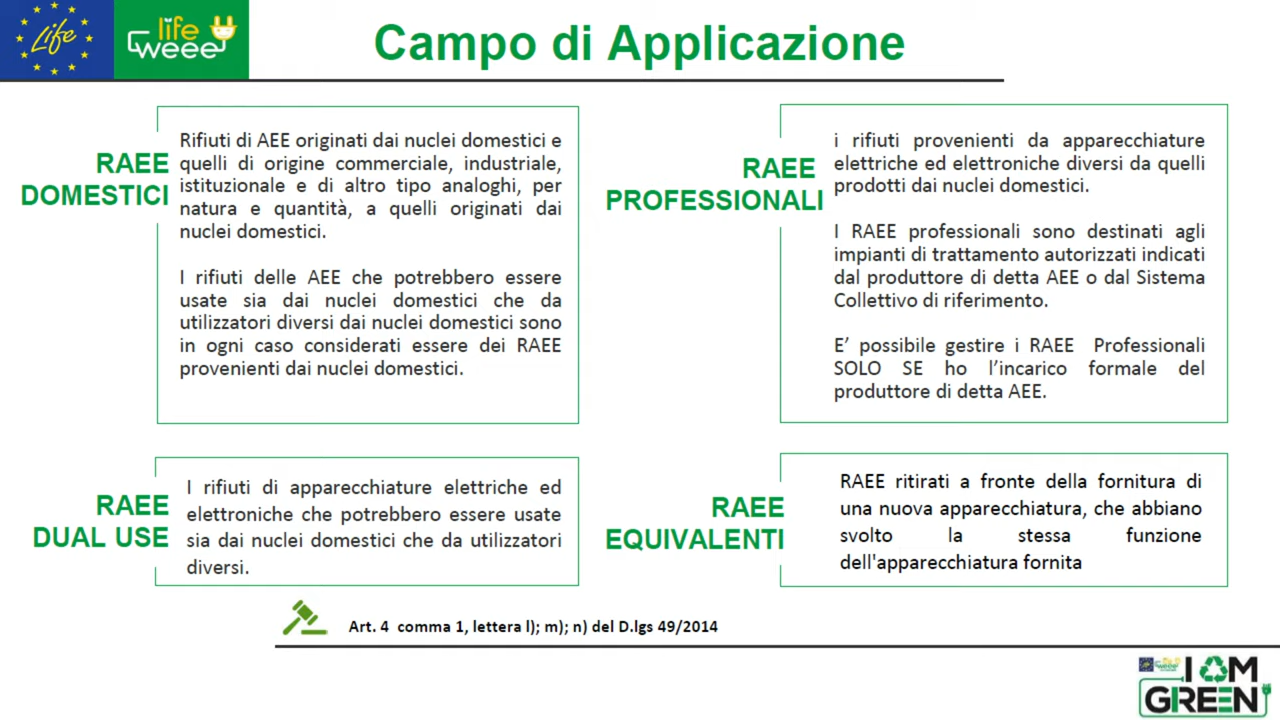 Life
life
weee
Campo di Applicazione
RAEE
DOMESTICI
Rifiuti di AEE originati dai nuclei domestici e
quelli di origine commerciale, industriale,
istituzionale e di altro tipo analoghi, per
natura e quantità, a quelli originati dai
nuclei domestici.
I rifiuti delle AEE che potrebbero essere
usate sia dai nuclei domestici che da
utilizzatori diversi dai nuclei domestici sono
in ogni caso considerati essere dei RAEE
provenienti dai nuclei domestici.
RAEE
PROFESSIONALI
i rifiuti provenienti da apparecchiature
elettriche ed elettroniche diversi da quelli
prodotti dai nuclei domestici.
I RAEE professionali sono destinati agli
impianti di trattamento autorizzati indicati
dal produttore di detta AEE o dal Sistema
Collettivo di riferimento.
E’ possibile gestire i RAEE Professionali
SOLO SE ho l’incarico formale del
produttore di detta AEE.
RAEE
DUAL USE
I rifiuti di apparecchiature elettriche ed
elettroniche che potrebbero essere usate
sia dai nuclei domestici che da utilizzatori
diversi.
RAEE
EQUIVALENTI
RAEE ritirati a fronte della fornitura di
una nuova apparecchiatura, che abbiano
svolto la stessa funzione
dell'apparecchiatura fornita
Art. 4 comma 1, lettera l); m); n) del D.lgs 49/2014
life
weee
I AM
GREEN